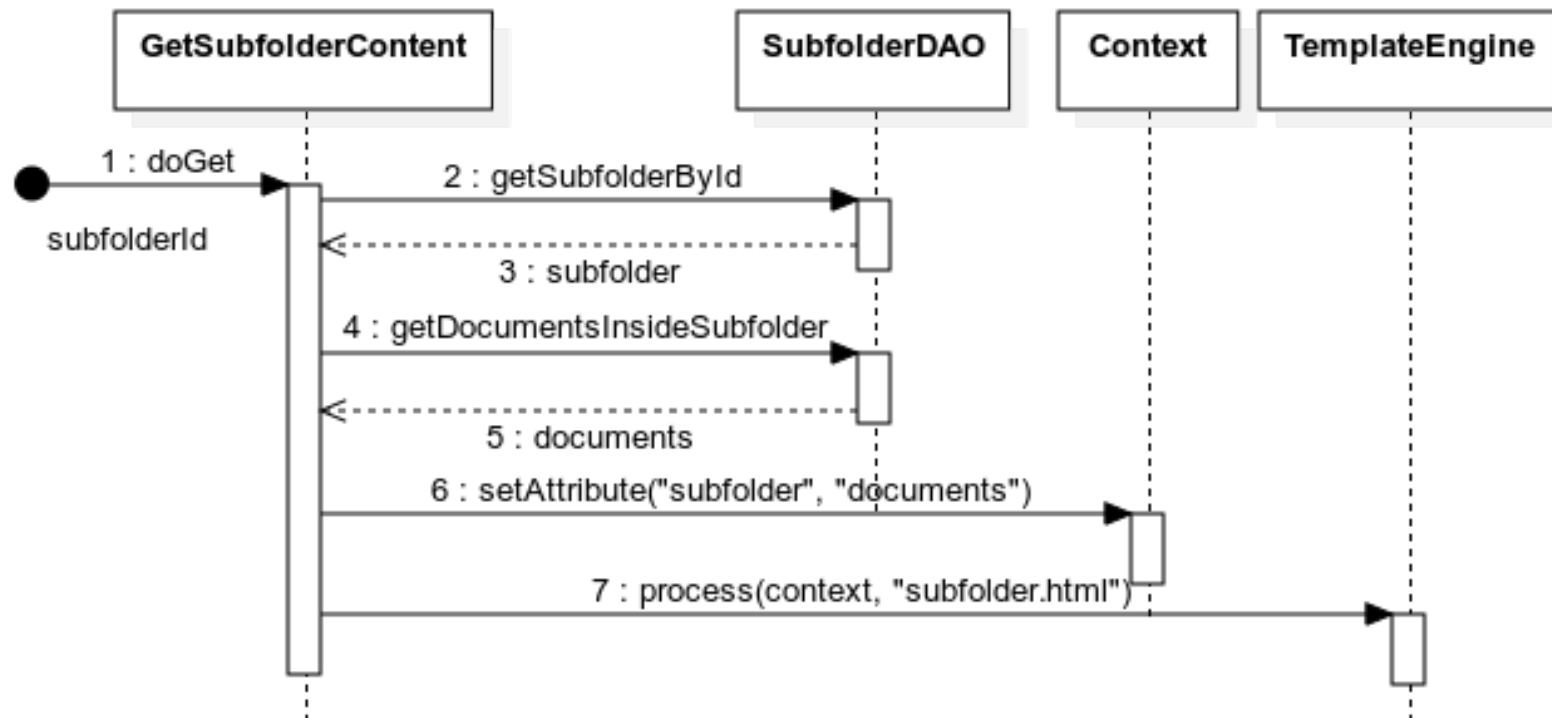 GetSubfolderContent
SubfolderDAO
Context
TemplateEngine
1 : doGet
2 : getSubfolderById
subfolderId
3 : subfolder
4 : getDocumentsInsideSubfolder
5 : documents
6 : setAttribute("subfolder", "documents")
7 : process(context, "subfolder.html")